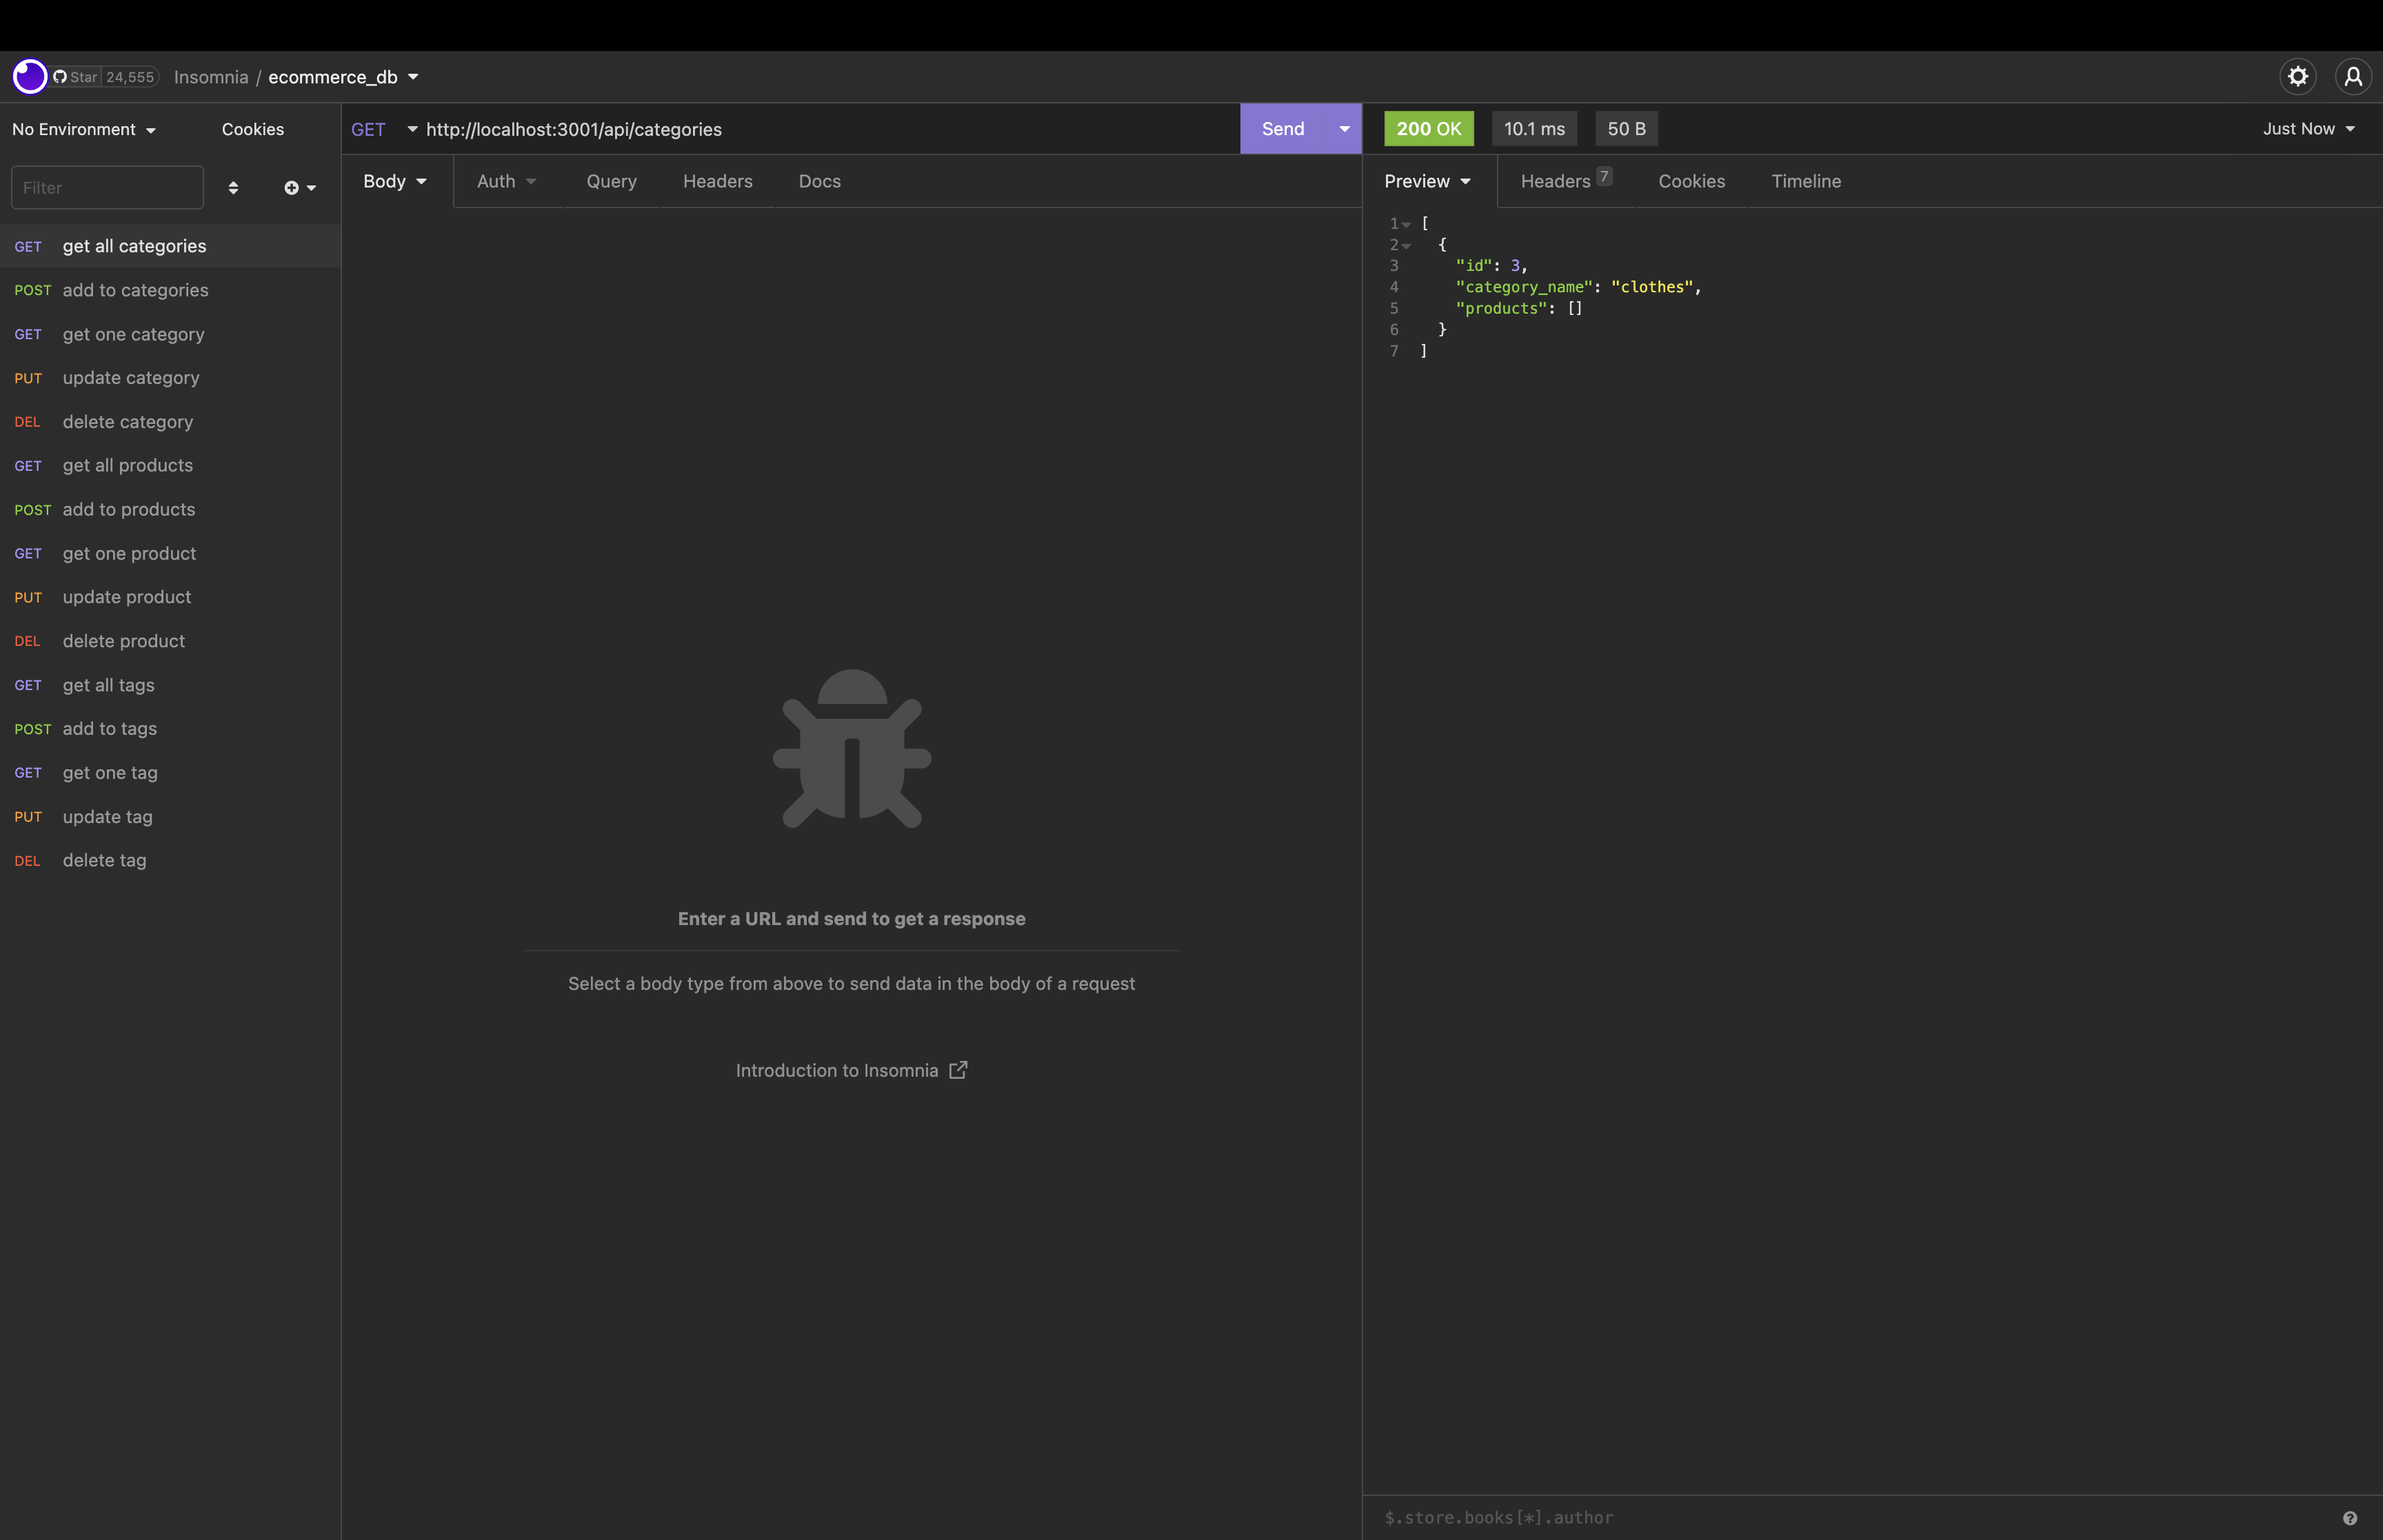 Star 24,555 Insomnia / ecommerce_db
No Environment Cookies
Filter
GET get all categories
POST add to categories
GET get one category
PUT update category
DEL delete category
GET get all products
POST add to products
GET get one product
PUT update product
DEL delete product
GET get all tags
POST add to tags
GET get one tag
PUT update tag
DEL delete tag
GET http://localhost:3001/api/categories Send
Body Auth Query Headers Docs
Enter a URL and send to get a response
Select a body type from above to send data in the body of a request
Introduction to Insomnia
200 OK 10.1 ms 50 B Just Now
Preview Headers 7 Cookies Timeline
1 [
2 {
3 "id": 3,
4 "category_name": "clothes",
5 "products": []
6 }
7 ]
$.store.books[*].author